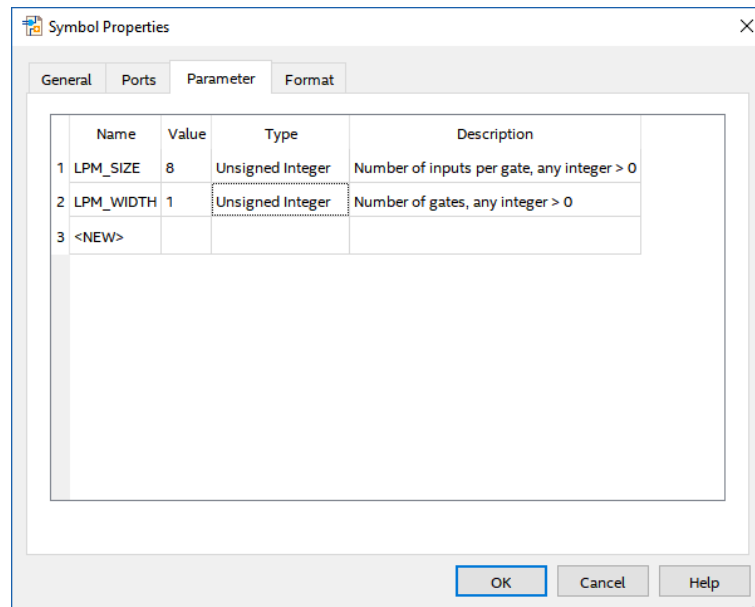 Symbol Properties
General Ports Parameter Format
Name Value Type Description
1 LPM_SIZE 8 Unsigned Integer Number of inputs per gate, any integer > 0
2 LPM_WIDTH 1 Unsigned Integer Number of gates, any integer > 0
3 <NEW>
OK Cancel Help